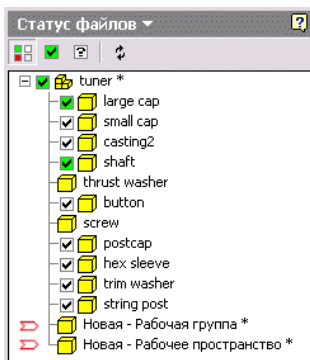 Статус файлов
tuner *
large cap
small cap
casting2
shaft
thrust washer
button
screw
postcap
hex sleeve
trim washer
string post
Новая - Рабочая группа *
Новая - Рабочее пространство *